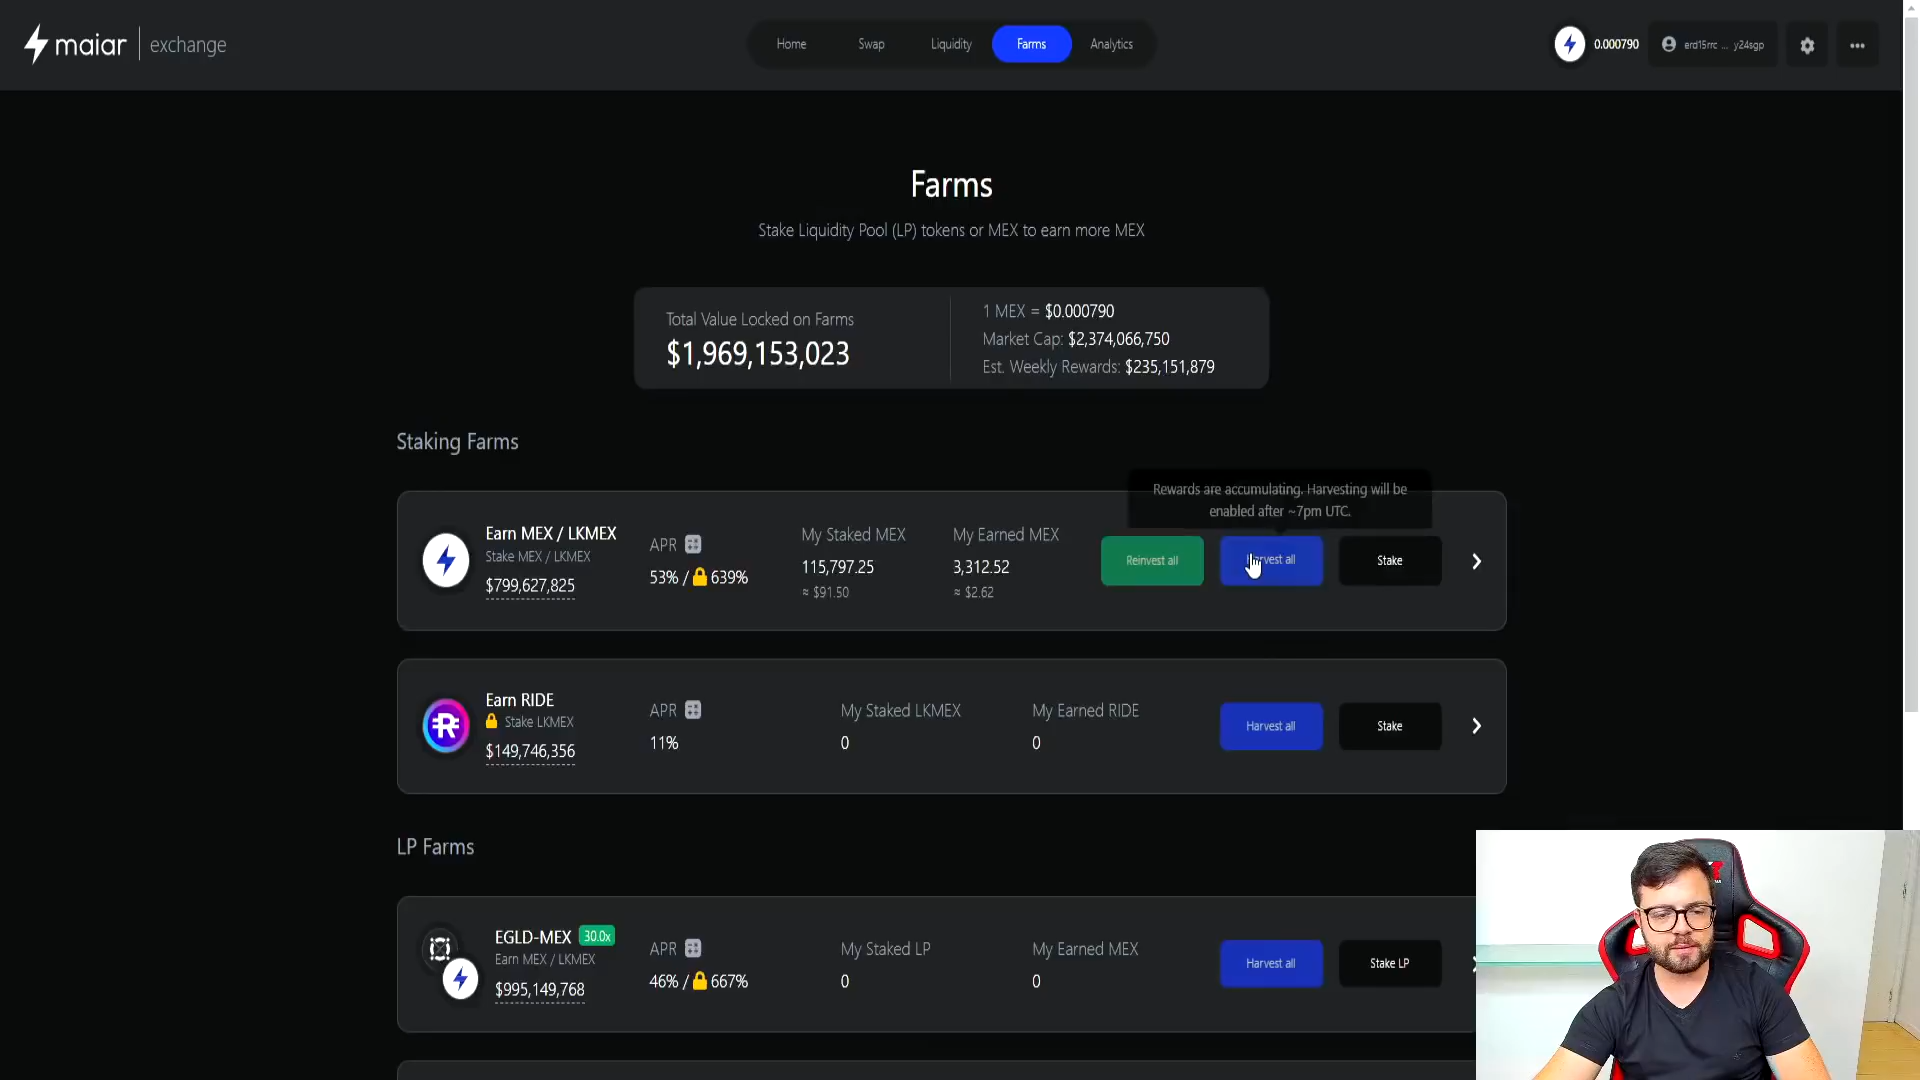 maiar | exchange
Home
Swap
Liquidity
Farms
Analytics
0.000790
erd15rrc ... y24sgp
Farms
Stake Liquidity Pool (LP) tokens or MEX to earn more MEX
Total Value Locked on Farms
$1,969,153,023
1 MEX = $0.000790
Market Cap: $2,374,066,750
Est. Weekly Rewards: $235,151,879
Staking Farms
Rewards are accumulating. Harvesting will be
enabled after ~7pm UTC.
Earn MEX / LKMEX
Stake MEX / LKMEX
$799,627,825
APR
53% / 639%
My Staked MEX
115,797.25
≈ $91.50
My Earned MEX
3,312.52
≈ $2.62
Reinvest all
all
Stake
Earn RIDE
Stake LKMEX
$149,746,356
APR
11%
My Staked LKMEX
0
My Earned RIDE
0
Harvest all
Stake
LP Farms
EGLD-MEX 30.0x
Earn MEX / LKMEX
$995,149,768
APR
46% / 667%
My Staked LP
0
My Earned MEX
0
Harvest all
Stake LP